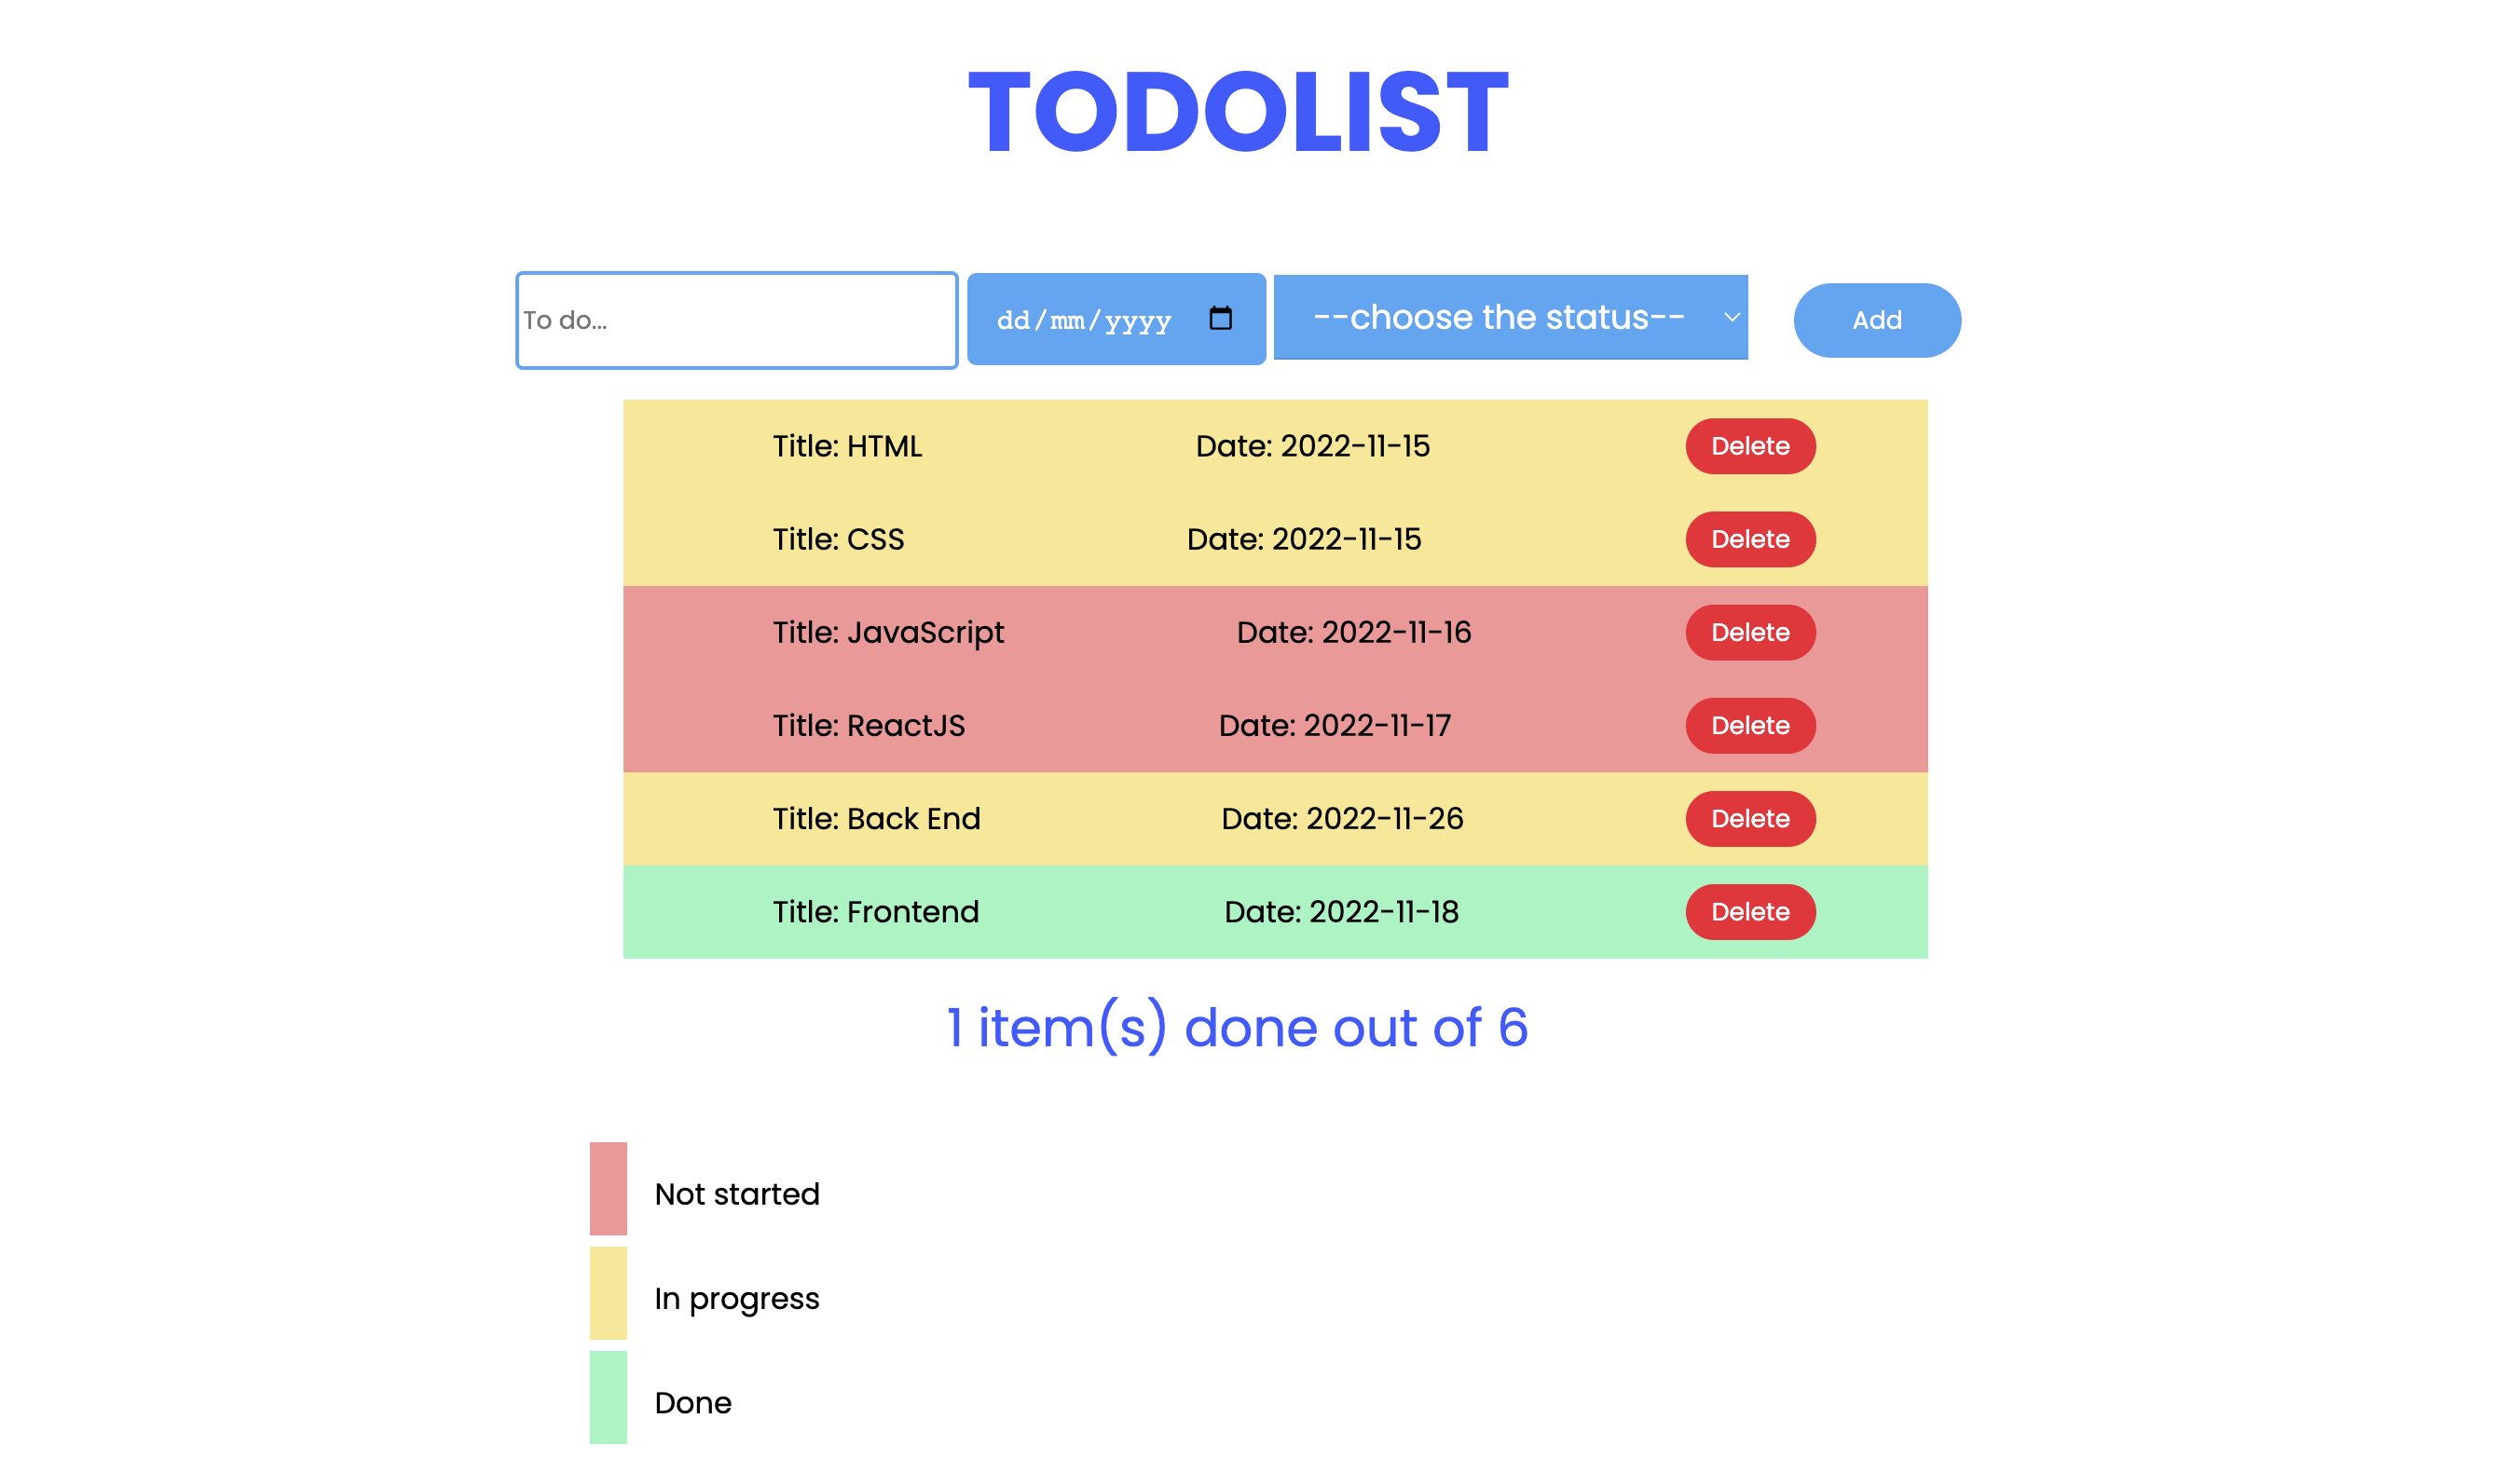 TODOLIST
To do... dd/mm/yyyy --choose the status-- Add
Title: HTML Date: 2022-11-15 Delete
Title: CSS Date: 2022-11-15 Delete
Title: JavaScript Date: 2022-11-16 Delete
Title: ReactJS Date: 2022-11-17 Delete
Title: Back End Date: 2022-11-26 Delete
Title: Frontend Date: 2022-11-18 Delete
1 item(s) done out of 6
Not started
In progress
Done